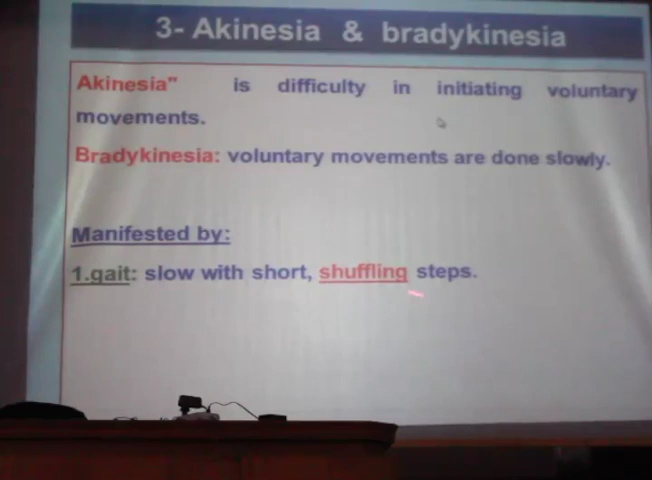 3- Akinesia & bradykinesia
Akinesia" is difficulty in initiating voluntary
movements.
Bradykinesia: voluntary movements are done slowly.
Manifested by:
1.gait: slow with short, shuffling steps.